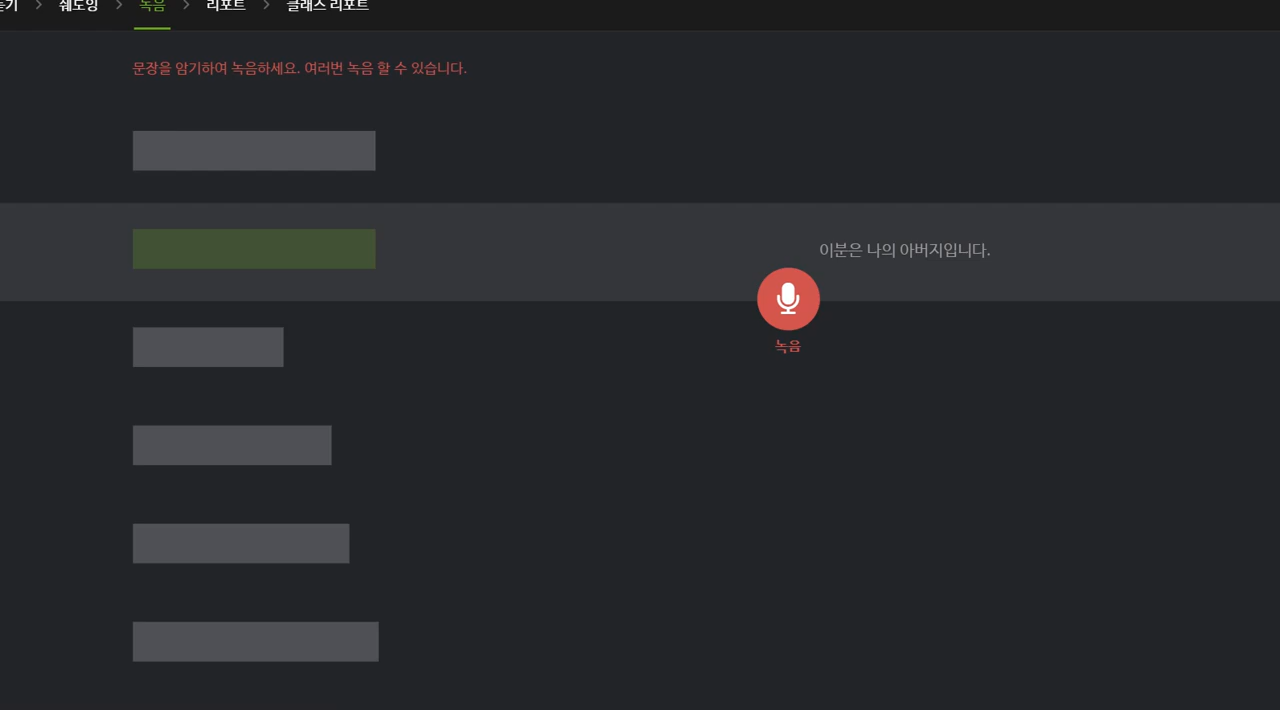 쉐도잉 > 녹음 > 리포트 > 클래스 리포트
문장을 암기하여 녹음하세요. 여러번 녹음 할 수 있습니다.
이분은 나의 아버지입니다.
녹음